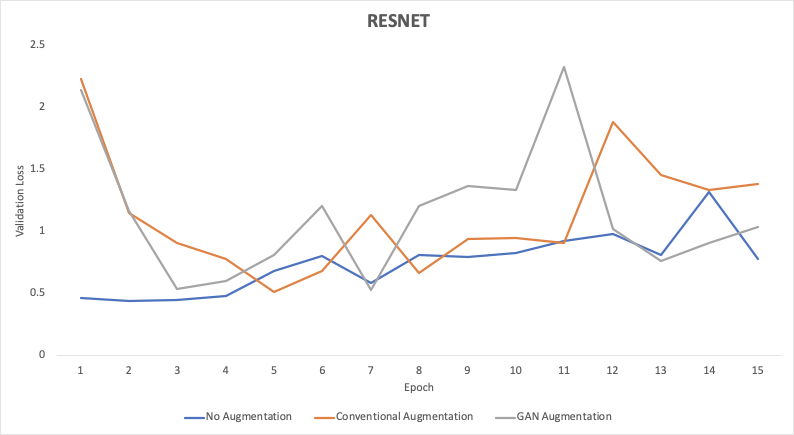 RESNET
2.5
2
1.5
1
0.5
0
Validation Loss
1 2 3 4 5 6 7 8 9 10 11 12 13 14 15
Epoch
No Augmentation Conventional Augmentation GAN Augmentation